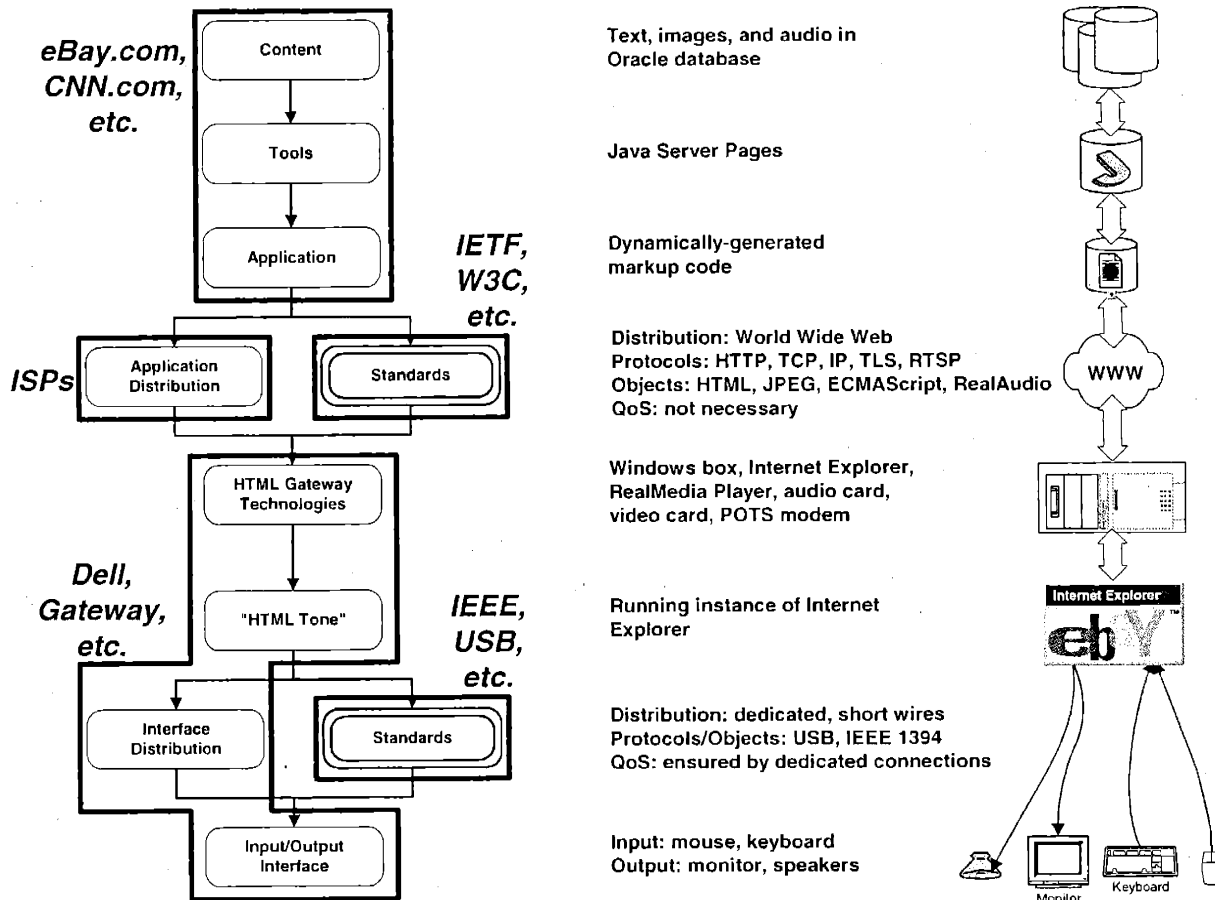 eBay.com,
CNN.com,
etc.
Content
Tools
Application
IETF,
W3C,
etc.
ISPs
Application
Distribution
Standards
HTML Gateway
Technologies
Dell,
Gateway,
etc.
"HTML Tone"
IEEE,
USB,
etc.
Interface
Distribution
Standards
Input/Output
Interface
Text, images, and audio in
Oracle database
Java Server Pages
Dynamically-generated
markup code
Distribution: World Wide Web
Protocols: HTTP, TCP, IP, TLS, RTSP
Objects: HTML, JPEG, ECMAScript, RealAudio
QoS: not necessary
Windows box, Internet Explorer,
RealMedia Player, audio card,
video card, POTS modem
Running instance of Internet
Explorer
Distribution: dedicated, short wires
Protocols/Objects: USB, IEEE 1394
QoS: ensured by dedicated connections
Input: mouse, keyboard
Output: monitor, speakers
WWW
Internet Explorer
ebaY™
Monitor
Keyboard